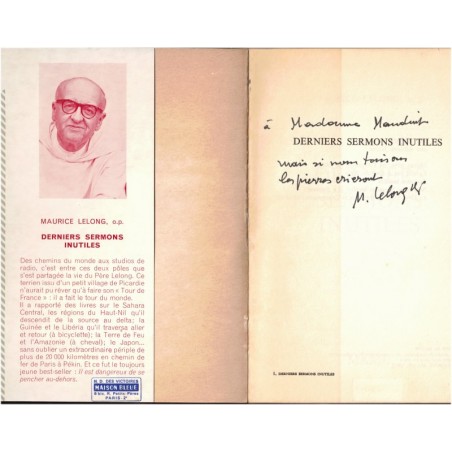 MAURICE LELONG, o.p.
DERNIERS SERMONS
INUTILES
Des chemins du monde aux studios de
radio, c'est entre ces deux pôles que
s'est partagée la vie du Père Lelong. Ce
terrien issu d'un petit village de Picardie
n'aurait pu rêver qu'à faire son « Tour de
France » : il a fait le tour du monde.
Il a rapporté des livres sur le Sahara
Central, les régions du Haut-Nil qu'il
descendit de la source au delta; la
Guinée et le Libéria qu'il traversa aller
et retour (à bicyclette); la Terre de Feu
et l'Amazonie (à cheval); le Japon...
sans oublier un extraordinaire périple de
plus de 20 000 kilomètres en chemin de
fer de Paris à Pékin. Et ce fut le toujours
jeune best-seller : Il est dangereux de se
pencher au-dehors.
N. D. DES VICTOIRES
MAISON BLEUE
PARIS-2e
à Madame
DERNIERS SERMONS INUTILES
mais si nous taisons
les pierres crieront
M. Lelong
1. DERNIERS SERMONS INUTILES